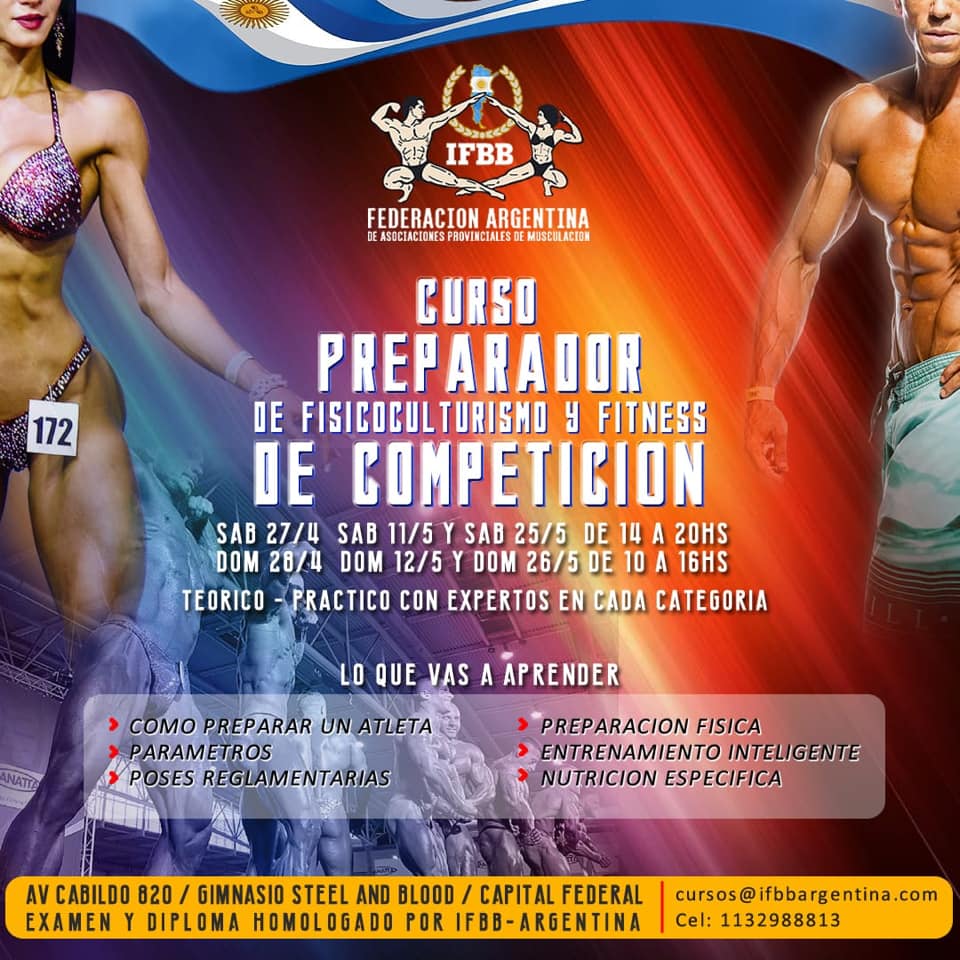 IFBB
FEDERACION ARGENTINA
DE ASOCIACIONES PROVINCIALES DE MUSCULACION
CURSO
PREPARADOR
DE FISICOCULTURISMO Y FITNESS
DE COMPETICION
172
SAB 27/4 SAB 11/5 Y SAB 25/5 DE 14 A 20HS
DOM 28/4 DOM 12/5 Y DOM 26/5 DE 10 A 16HS
TEORICO - PRACTICO CON EXPERTOS EN CADA CATEGORIA
LO QUE VAS A APRENDER
COMO PREPARAR UN ATLETA
PARAMETROS
POSES REGLAMENTARIAS
PREPARACION FISICA
ENTRENAMIENTO INTELIGENTE
NUTRICION ESPECIFICA
AV CABILDO 820 / GIMNASIO STEEL AND BLOOD / CAPITAL FEDERAL
EXAMEN Y DIPLOMA HOMOLOGADO POR IFBB-ARGENTINA
cursos@ifbbargentina.com
Cel: 1132988813